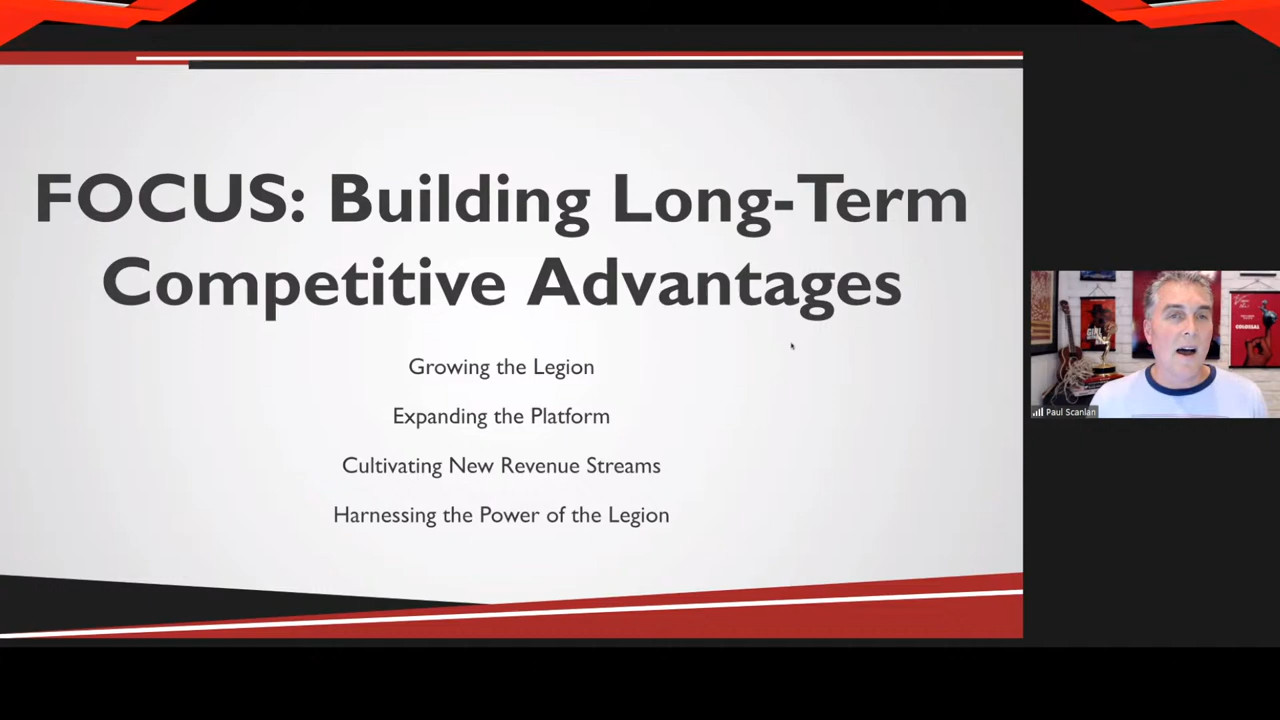 FOCUS: Building Long-Term
Competitive Advantages
Growing the Legion
Expanding the Platform
Cultivating New Revenue Streams
Harnessing the Power of the Legion
COLOSSAL
Paul Scanlan